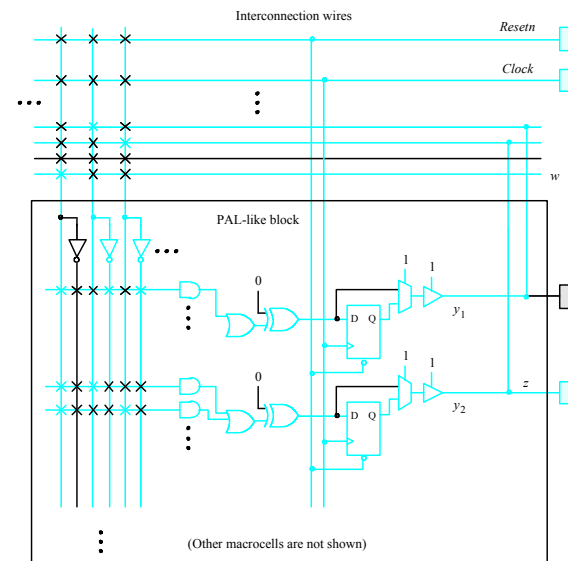 Interconnection wires
Resetn
Clock
w
PAL-like block
0
1
1
D Q
y1
0
1
1
z
D Q
y2
(Other macrocells are not shown)